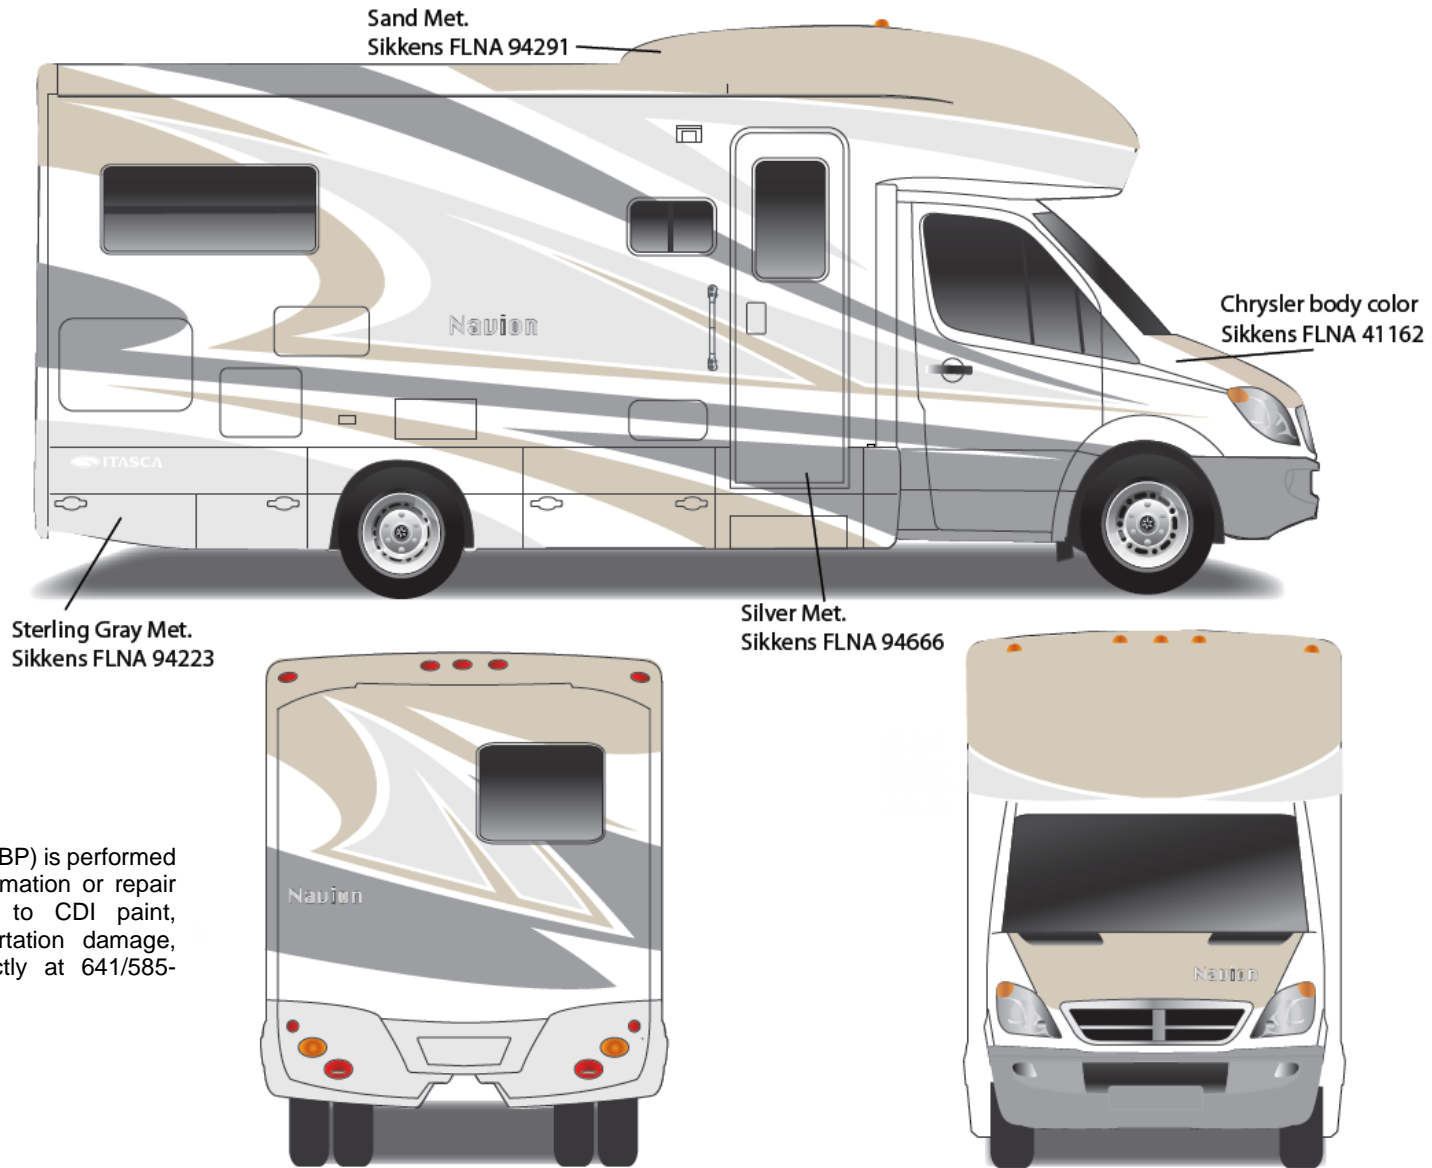 Sand Met.
Sikkens FLNA 94291
Navion
Chrysler body color
Sikkens FLNA 41162
ITASCA
Sterling Gray Met.
Sikkens FLNA 94223
Silver Met.
Sikkens FLNA 94666
BP) is performed
mation or repair
to CDI paint,
rtation damage,
ctly at 641/585-
Navion
Navion